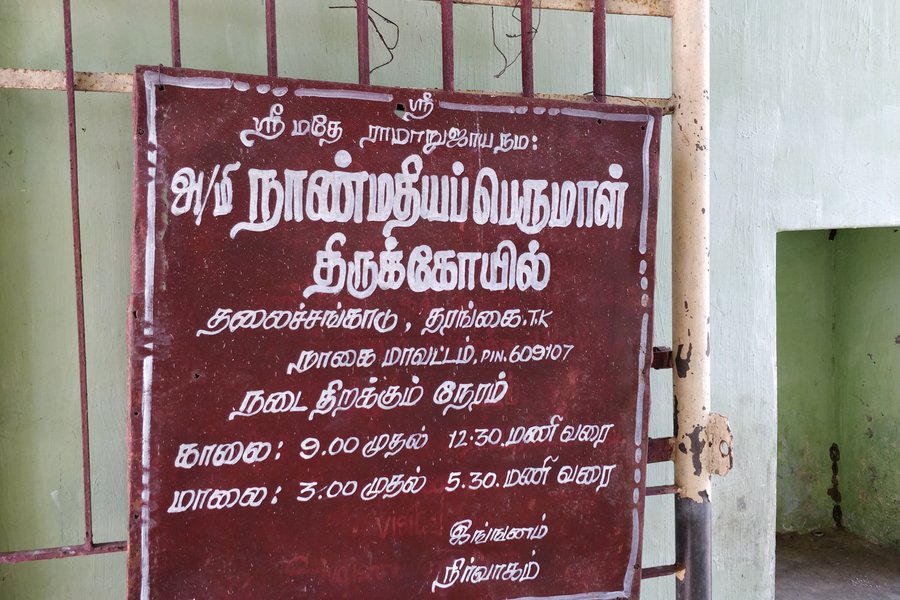 ஸ்ரீ
ஸ்ரீ மதே ராமாநுஜாய நம:
அ/மி நாண்மதியப் பெருமாள்
திருக்கோயில்
தலைச்சங்காடு, தரங்கை.TK
நாகை மாவட்டம், PIN. 609107
நடை திறக்கும் நேரம்
காலை: 9.00 முதல் 12.30. மணி வரை
மாலை: 3.00 முதல் 5.30. மணி வரை
இங்ஙனம்
நிர்வாகம்